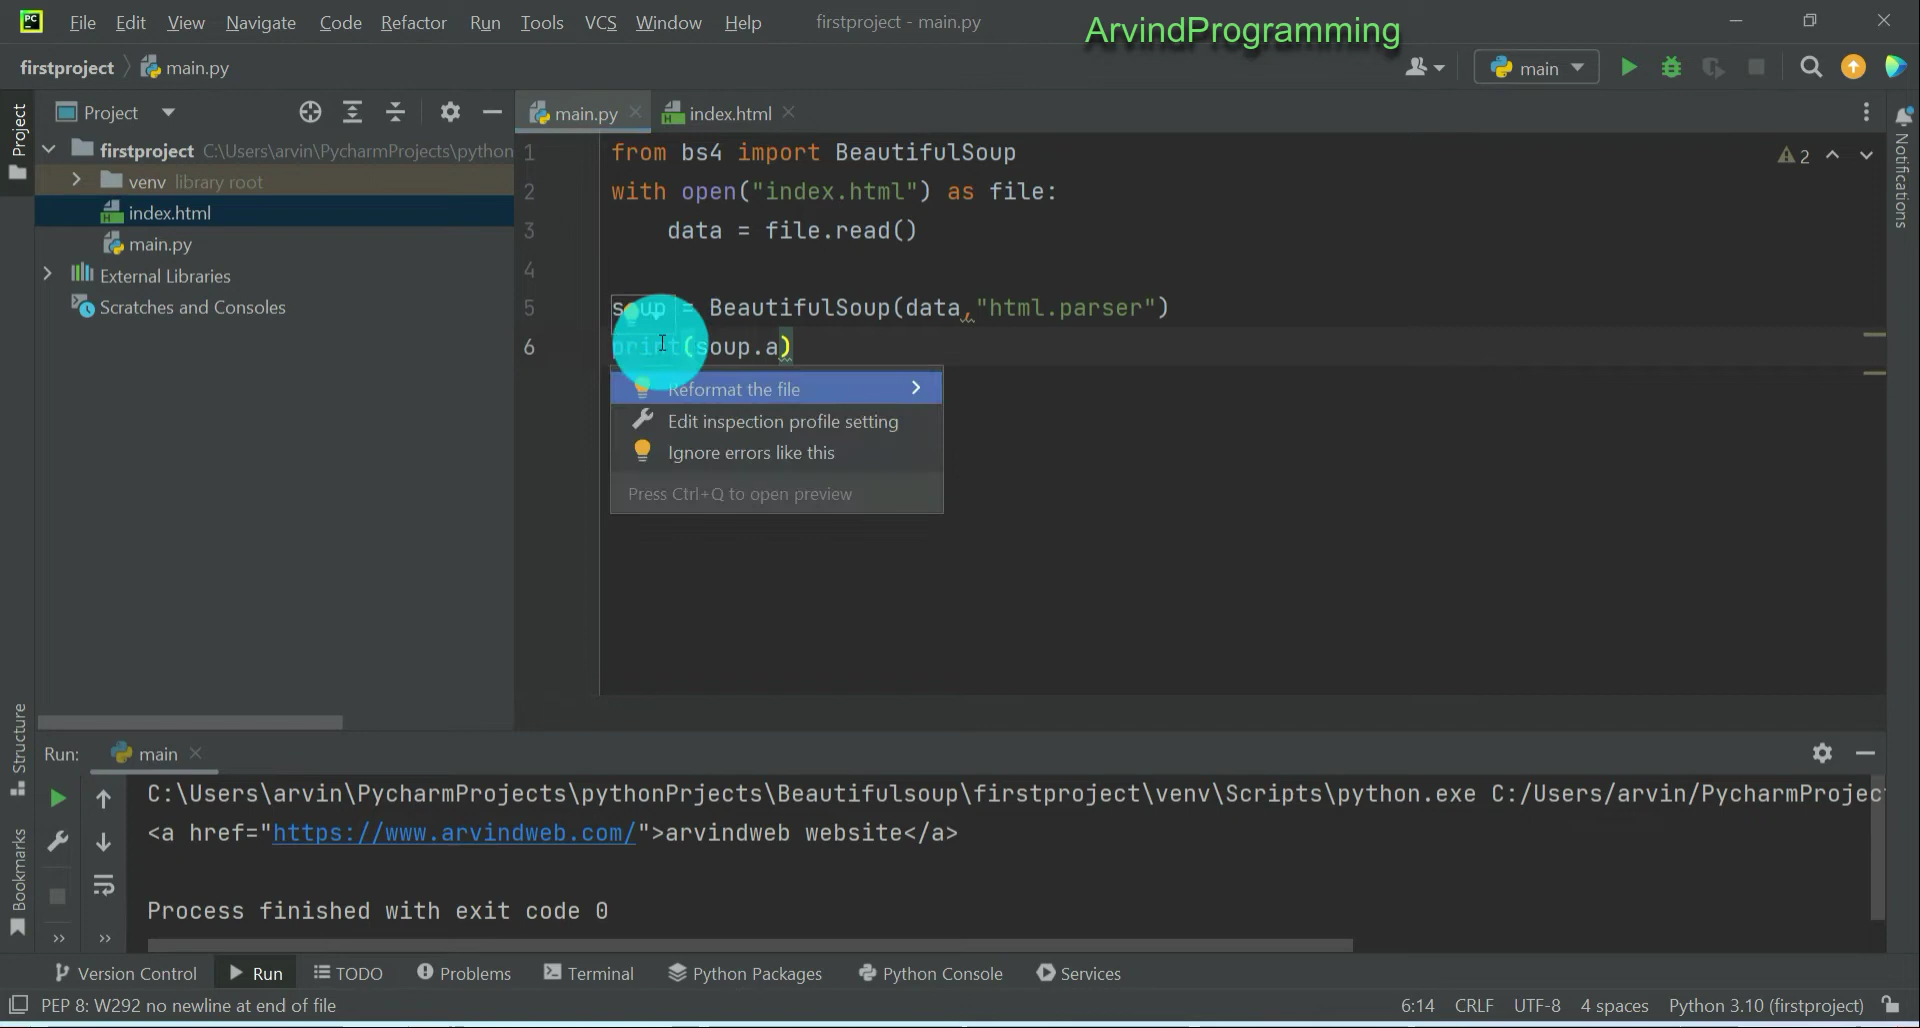 File Edit View Navigate Code Refactor Run Tools VCS Window Help firstproject - main.py
ArvindProgramming
firstproject main.py
main
Project
Project
main.py
index.html
firstproject C:\Users\arvin\PycharmProjects\python
venv library root
index.html
main.py
External Libraries
Scratches and Consoles
1 from bs4 import BeautifulSoup
2 with open("index.html") as file:
3 data = file.read()
4
5 soup = BeautifulSoup(data,"html.parser")
6 print(soup.a)
2
Notifications
Reformat the file
Edit inspection profile setting
Ignore errors like this
Press Ctrl+Q to open preview
Structure
Bookmarks
Run: main
C:\Users\arvin\PycharmProjects\pythonPrjects\Beautifulsoup\firstproject\venv\Scripts\python.exe C:/Users/arvin/PycharmProjec
<a href="https://www.arvindweb.com/">arvindweb website</a>
Process finished with exit code 0
Version Control Run TODO Problems Terminal Python Packages Python Console Services
PEP 8: W292 no newline at end of file
6:14 CRLF UTF-8 4 spaces Python 3.10 (firstproject)